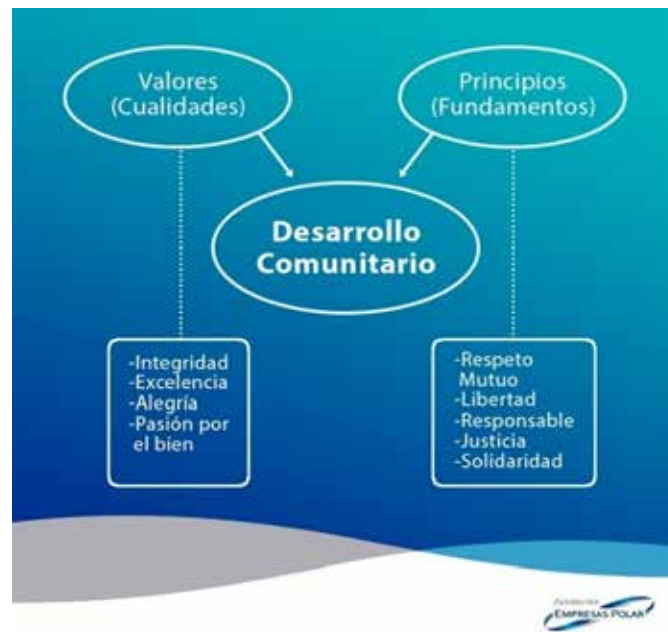 Valores
(Cualidades)
Principios
(Fundamentos)
Desarrollo
Comunitario
-Integridad
-Excelencia
-Alegría
-Pasión por
el bien
-Respeto
Mutuo
-Libertad
-Responsable
-Justicia
-Solidaridad
Fundación
EMPRESAS POLAR